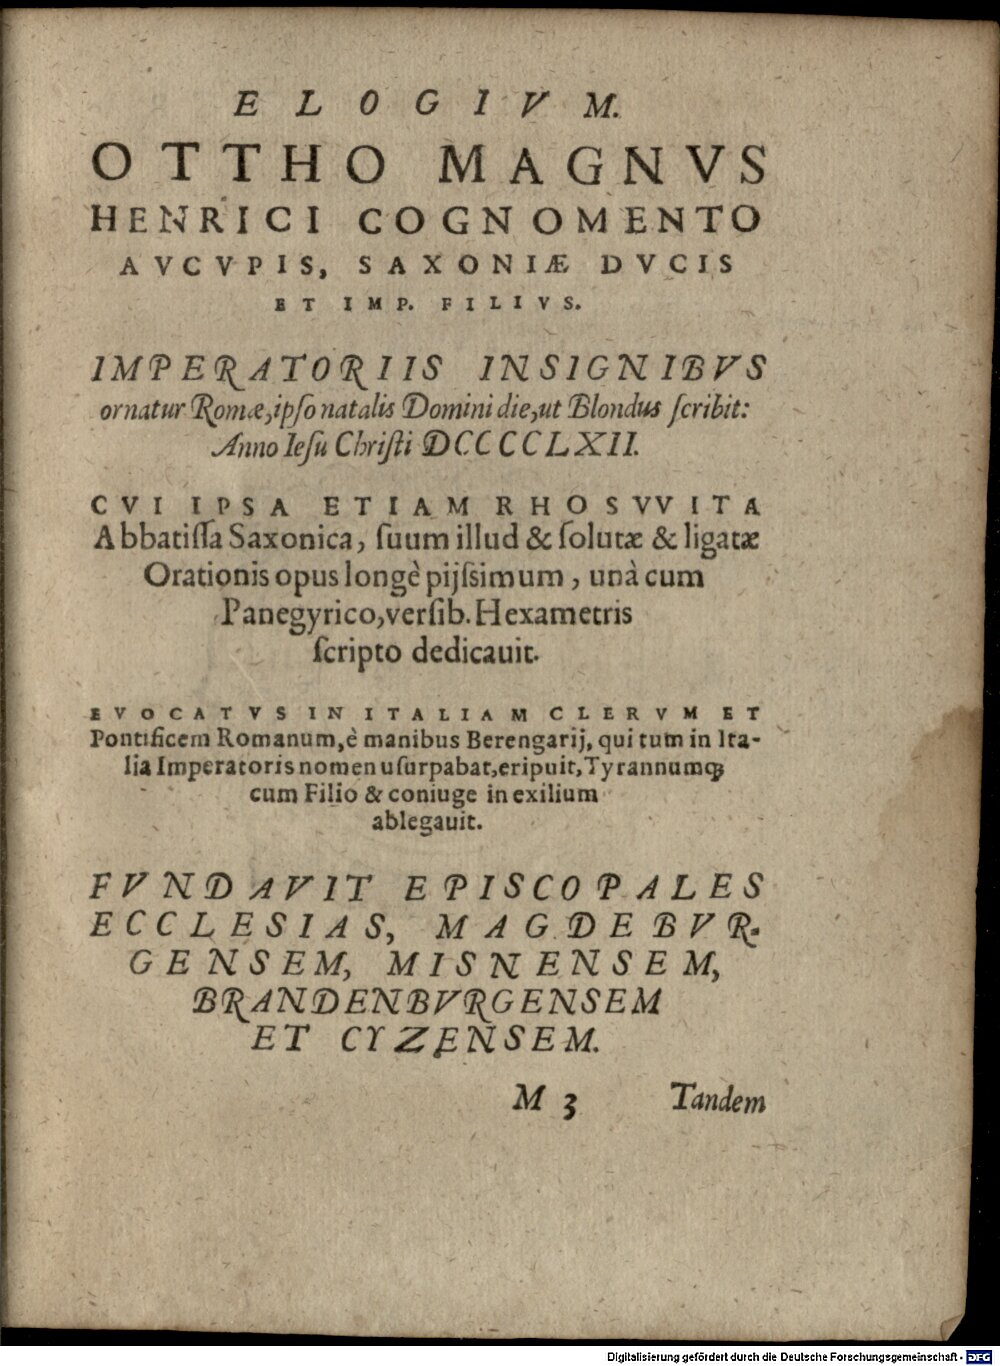 ELOGIVM.
OTTHO MAGNVS
HENRICI COGNOMENTO
AVCVPIS, SAXONIÆ DVCIS
ET IMP. FILIVS.
IMPERATORIIS INSIGNIBVS
ornatur Romæ, ipſo natalis Domini die, ut Blondus ſcribit:
Anno Ieſu Chriſti DCCCCLXII.
CVI IPSA ETIAM RHOSVVITA
Abbatiſſa Saxonica, ſuum illud & ſolutæ & ligatæ
Orationis opus longè pijſsimum, unà cum
Panegyrico, verſib. Hexametris
ſcripto dedicauit.
EVOCATVS IN ITALIAM CLERVM ET
Pontificem Romanum, è manibus Berengarij, qui tum in Ita-
lia Imperatoris nomen uſurpabat, eripuit, Tyrannumq́;
cum Filio & coniuge in exilium
ablegauit.
FVNDAVIT EPISCOPALES
ECCLESIAS, MAGDEBVR-
GENSEM, MISNENSEM,
BRANDENBVRGENSEM
ET CYZENSEM.
M 3 Tandem
Digitalisierung gefördert durch die Deutsche Forschungsgemeinschaft - DFG